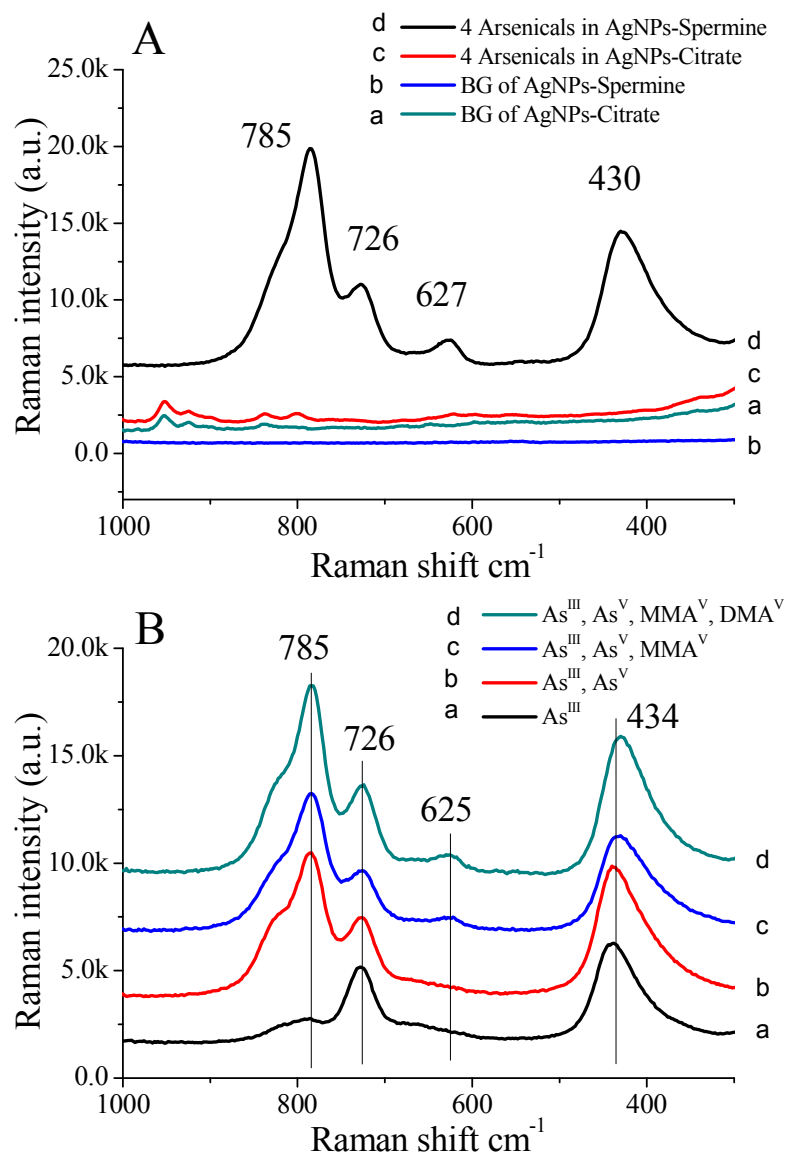 A
d 4 Arsenicals in AgNPs-Spermine
c 4 Arsenicals in AgNPs-Citrate
b BG of AgNPs-Spermine
a BG of AgNPs-Citrate
25.0k
20.0k
15.0k
10.0k
5.0k
0.0
Raman intensity (a.u.)
785
726
627
430
d
c
a
b
1000
800
600
400
Raman shift cm⁻¹
B
d Asᴵᴵᴵ, Asⱽ, MMAⱽ, DMAⱽ
c Asᴵᴵᴵ, Asⱽ, MMAⱽ
b Asᴵᴵᴵ, Asⱽ
a Asᴵᴵᴵ
20.0k
15.0k
10.0k
5.0k
0.0
Raman intensity (a.u.)
785
726
625
434
d
c
b
a
1000
800
600
400
Raman shift cm⁻¹